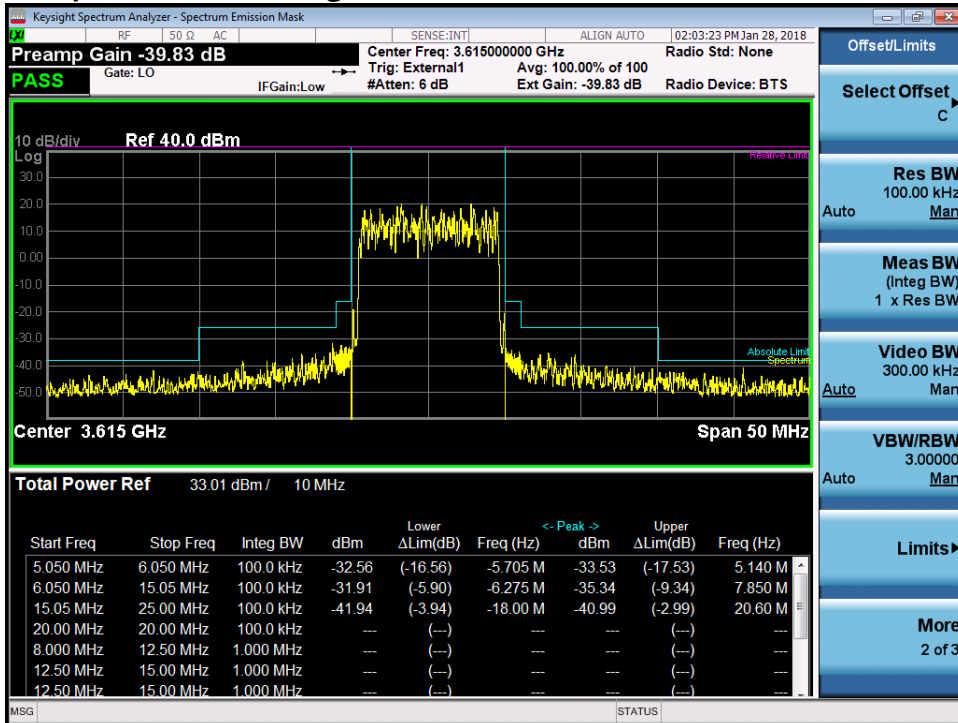 Keysight Spectrum Analyzer - Spectrum Emission Mask
LXI RF 50 Ω AC SENSE:INT ALIGN AUTO 02:03:23 PM Jan 28, 2018
Preamp Gain -39.83 dB Center Freq: 3.615000000 GHz Radio Std: None
Gate: LO Trig: External1 Avg: 100.00% of 100
PASS IFGain:Low #Atten: 6 dB Ext Gain: -39.83 dB Radio Device: BTS
10 dB/div Ref 40.0 dBm
Log
Relative Limit
30.0
20.0
10.0
0.00
-10.0
-20.0
-30.0
Absolute Limit
Spectrum
-40.0
-50.0
Center 3.615 GHz Span 50 MHz
Total Power Ref 33.01 dBm / 10 MHz
Lower <- Peak -> Upper
Start Freq Stop Freq Integ BW dBm ΔLim(dB) Freq (Hz) dBm ΔLim(dB) Freq (Hz)
5.050 MHz 6.050 MHz 100.0 kHz -32.56 (-16.56) -5.705 M -33.53 (-17.53) 5.140 M
6.050 MHz 15.05 MHz 100.0 kHz -31.91 (-5.90) -6.275 M -35.34 (-9.34) 7.850 M
15.05 MHz 25.00 MHz 100.0 kHz -41.94 (-3.94) -18.00 M -40.99 (-2.99) 20.60 M
20.00 MHz 20.00 MHz 100.0 kHz --- (---) --- --- (---) ---
8.000 MHz 12.50 MHz 1.000 MHz --- (---) --- --- (---) ---
12.50 MHz 15.00 MHz 1.000 MHz --- (---) --- --- (---) ---
12.50 MHz 15.00 MHz 1.000 MHz --- (---) --- --- (---) ---
MSG STATUS
Offset/Limits
Select Offset
C
Res BW
100.00 kHz
Auto Man
Meas BW
(Integ BW)
1 x Res BW
Video BW
300.00 kHz
Auto Man
VBW/RBW
3.00000
Auto Man
Limits
More
2 of 3